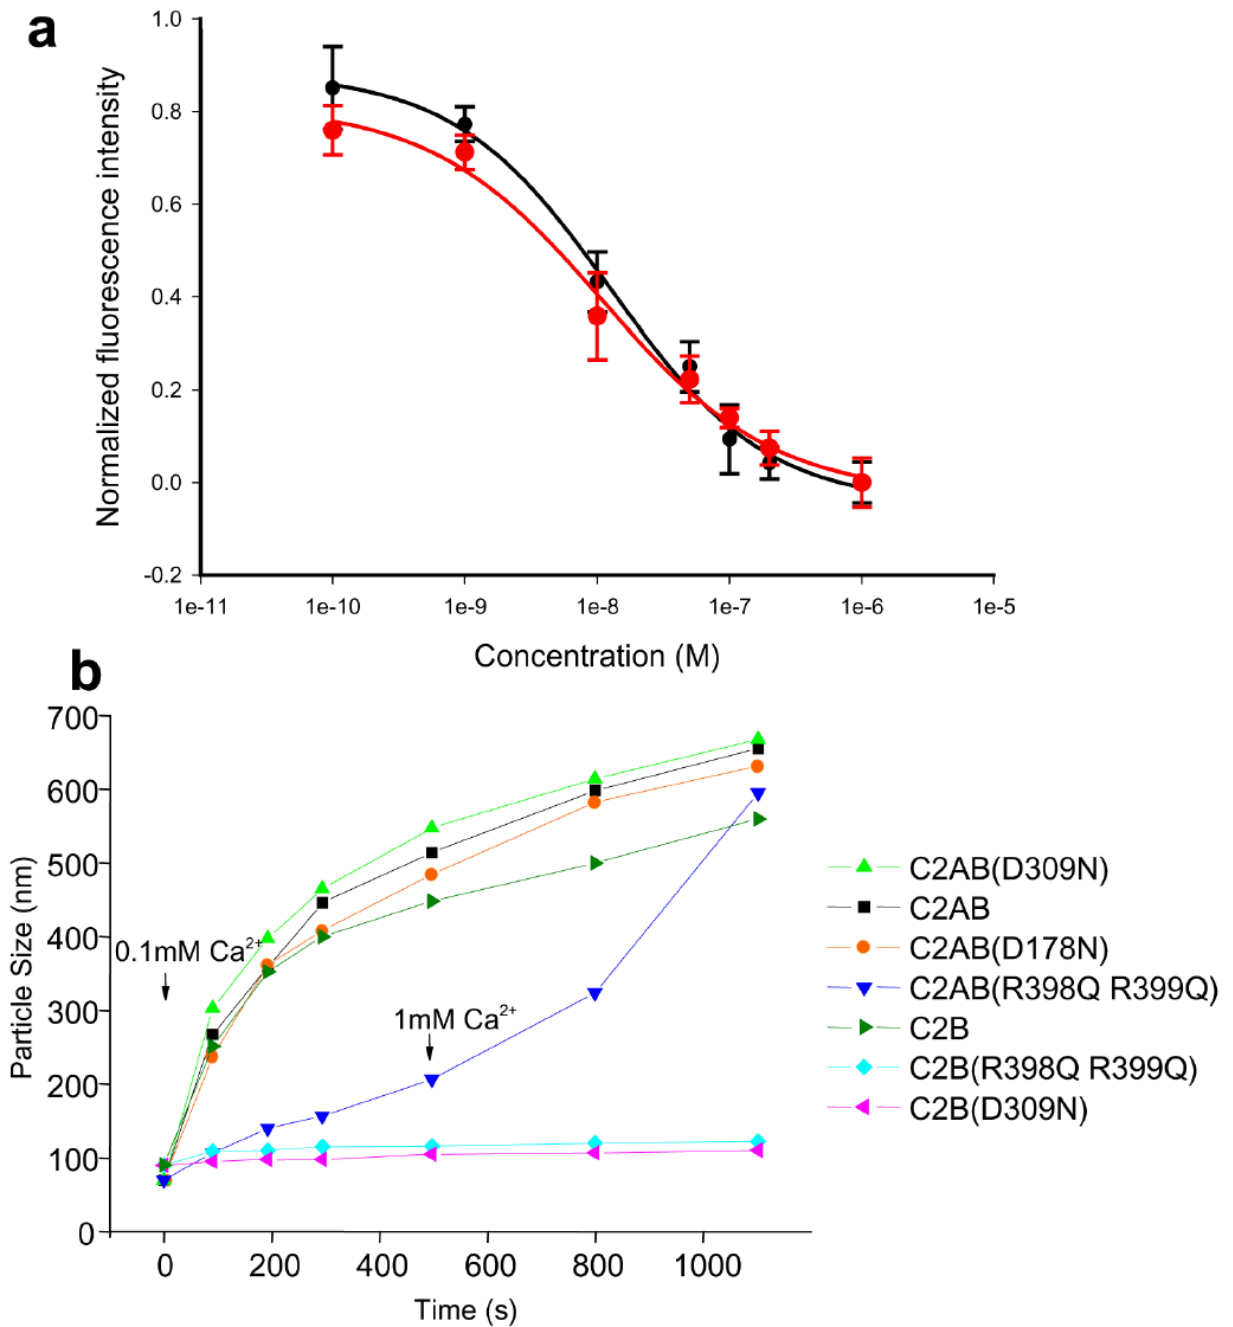 a
Normalized fluorescence intensity
1.0
0.8
0.6
0.4
0.2
0.0
-0.2
1e-11 1e-10 1e-9 1e-8 1e-7 1e-6 1e-5
Concentration (M)
b
Particle Size (nm)
700
600
500
400
300
200
100
0
0.1mM Ca²⁺
1mM Ca²⁺
0 200 400 600 800 1000
Time (s)
C2AB(D309N)
C2AB
C2AB(D178N)
C2AB(R398Q R399Q)
C2B
C2B(R398Q R399Q)
C2B(D309N)